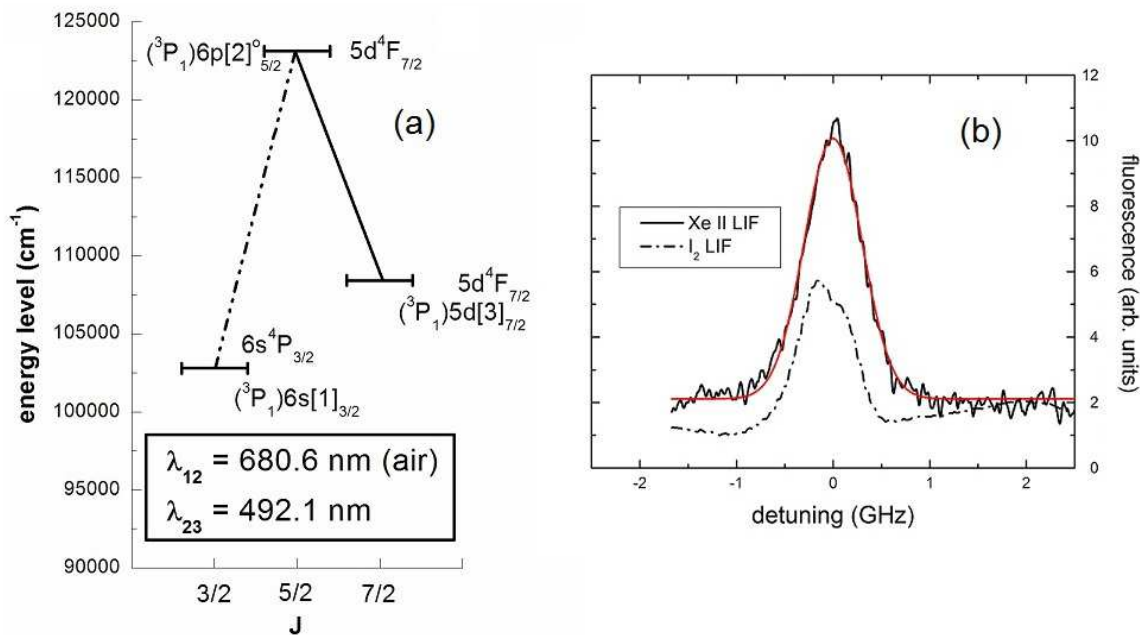 125000
120000
115000
110000
105000
100000
95000
90000
energy level (cm⁻¹)
(³P₁)6p[2]°₅/₂
5d⁴F₇/₂
(a)
5d⁴F₇/₂
(³P₁)5d[3]₇/₂
6s⁴P₃/₂
(³P₁)6s[1]₃/₂
λ₁₂ = 680.6 nm (air)
λ₂₃ = 492.1 nm
3/2 5/2 7/2
J
(b)
Xe II LIF
I₂ LIF
12
10
8
6
4
2
0
fluorescence (arb. units)
-2 -1 0 1 2
detuning (GHz)